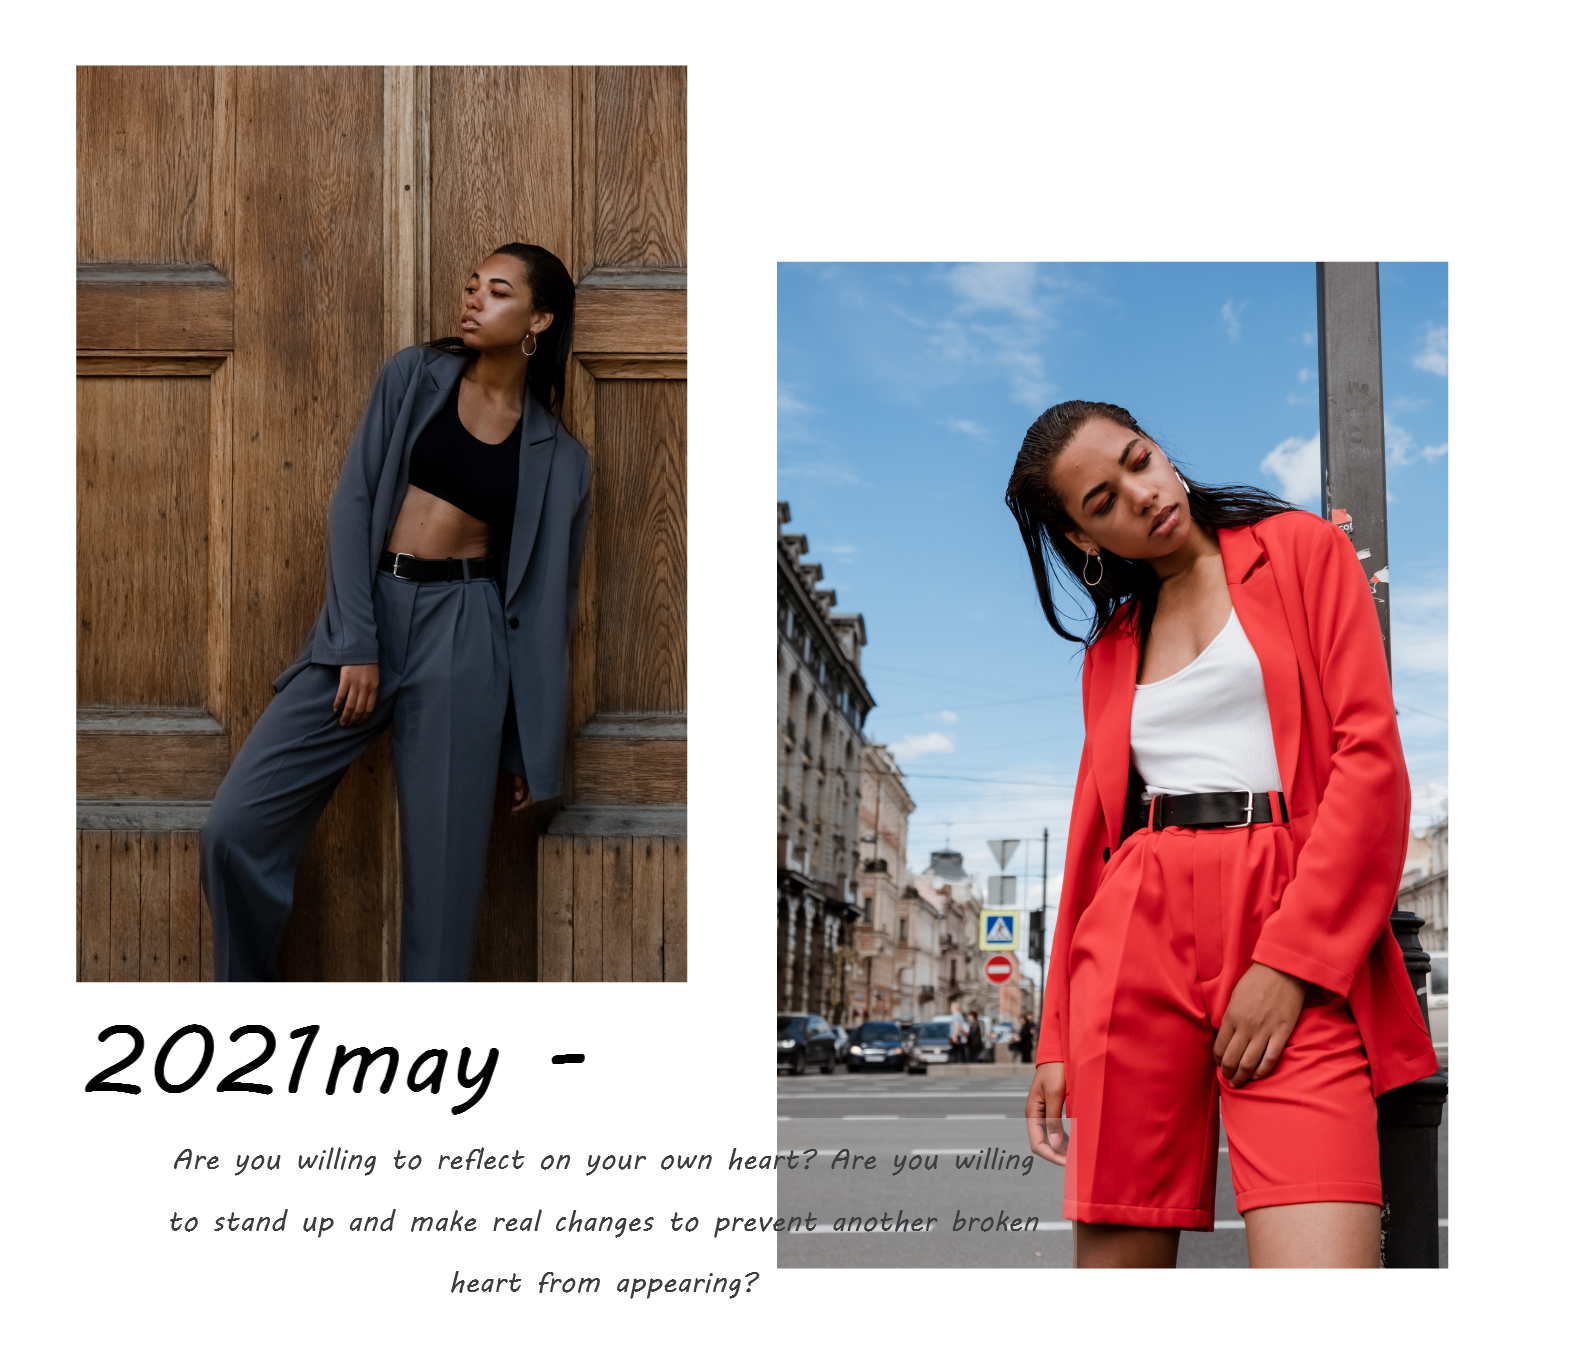 2021may -
Are you willing to reflect on your own heart? Are you willing
to stand up and make real changes to prevent another broken
heart from appearing?